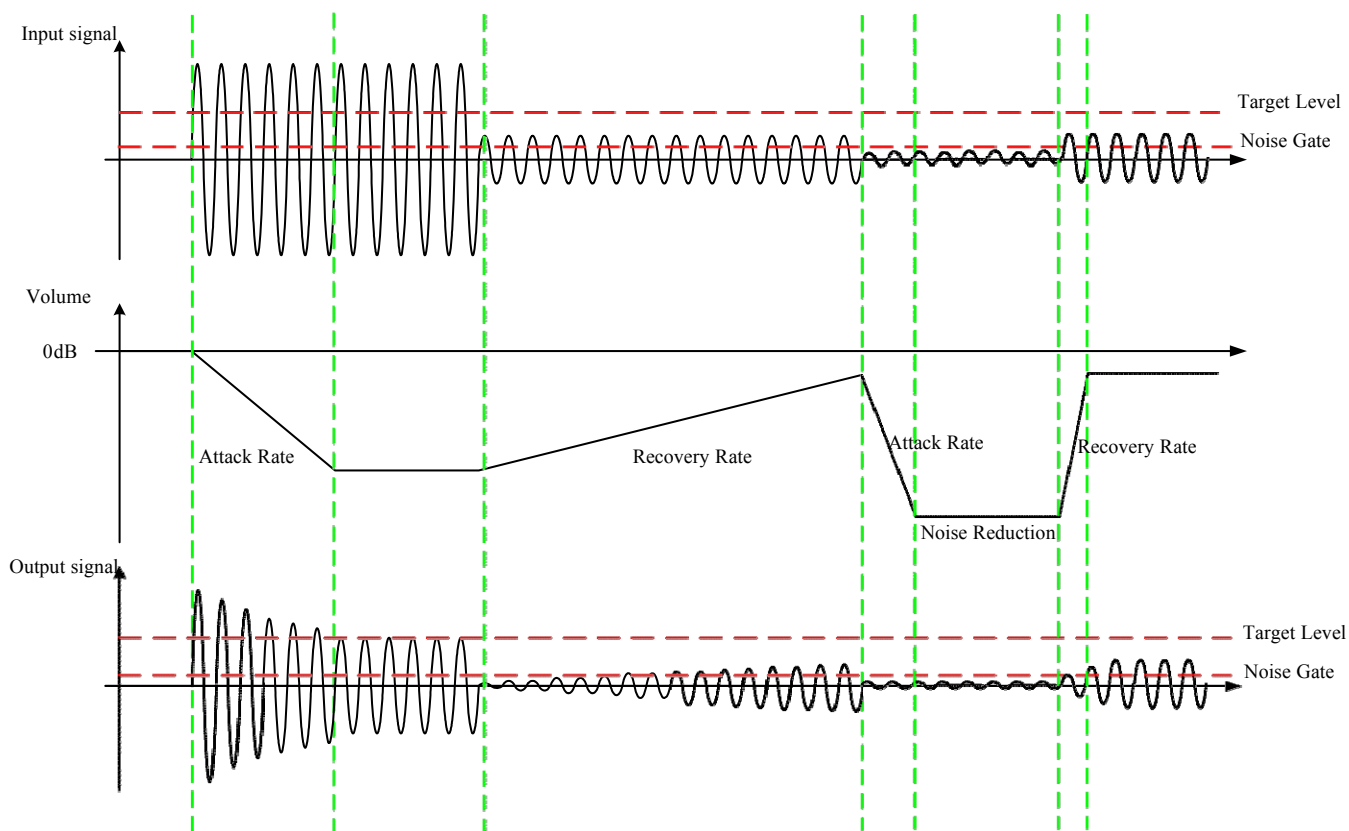 Input signal
Target Level
Noise Gate
Volume
0dB
Attack Rate
Recovery Rate
Attack Rate
Recovery Rate
Noise Reduction
Output signal
Target Level
Noise Gate